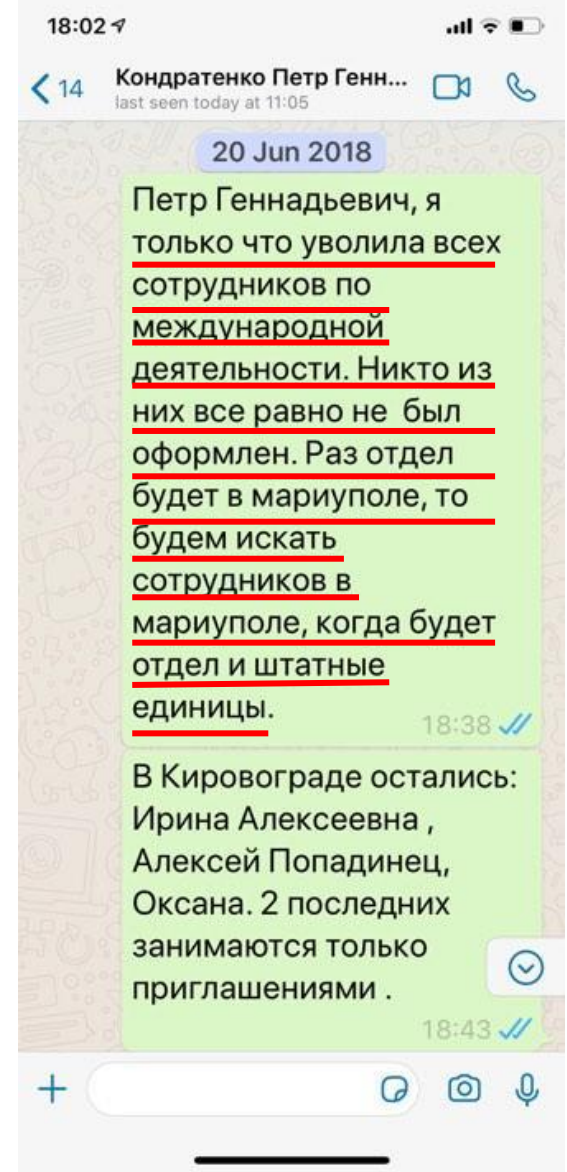 18:02
14
Кондратенко Петр Генн...
last seen today at 11:05
20 Jun 2018
Петр Геннадьевич, я
только что уволила всех
сотрудников по
международной
деятельности. Никто из
них все равно не был
оформлен. Раз отдел
будет в мариуполе, то
будем искать
сотрудников в
мариуполе, когда будет
отдел и штатные
единицы.
18:38
В Кировограде остались:
Ирина Алексеевна ,
Алексей Попадинец,
Оксана. 2 последних
занимаются только
приглашениями .
18:43